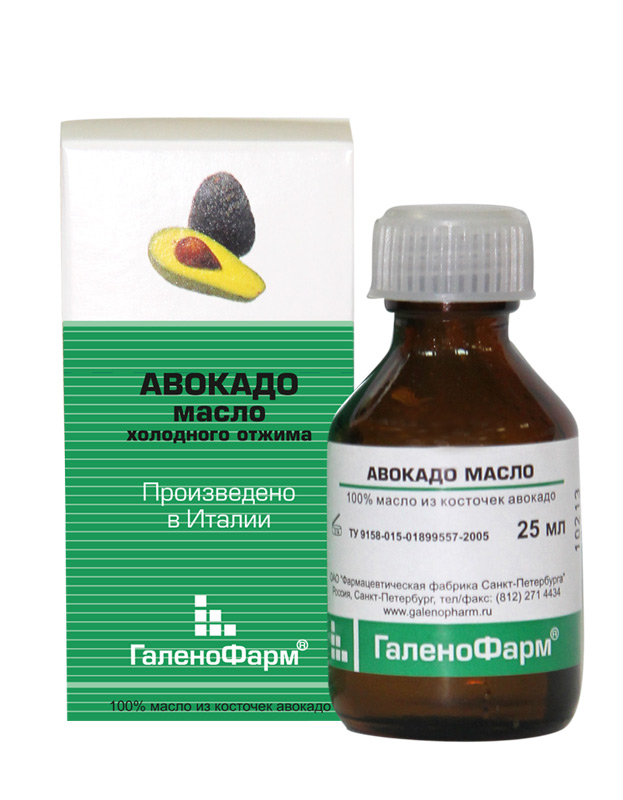 АВОКАДО
масло
холодного отжима
Произведено
в Италии
ГаленоФарм®
100% масло из косточек авокадо
АВОКАДО МАСЛО
100% масло из косточек авокадо
ТУ 9158-015-01899557-2005 25 мл
10213
ОАО "Фармацевтическая фабрика Санкт-Петербурга"
Россия, Санкт-Петербург, тел/факс: (812) 271 4434
www.galenopharm.ru
ГаленоФарм®